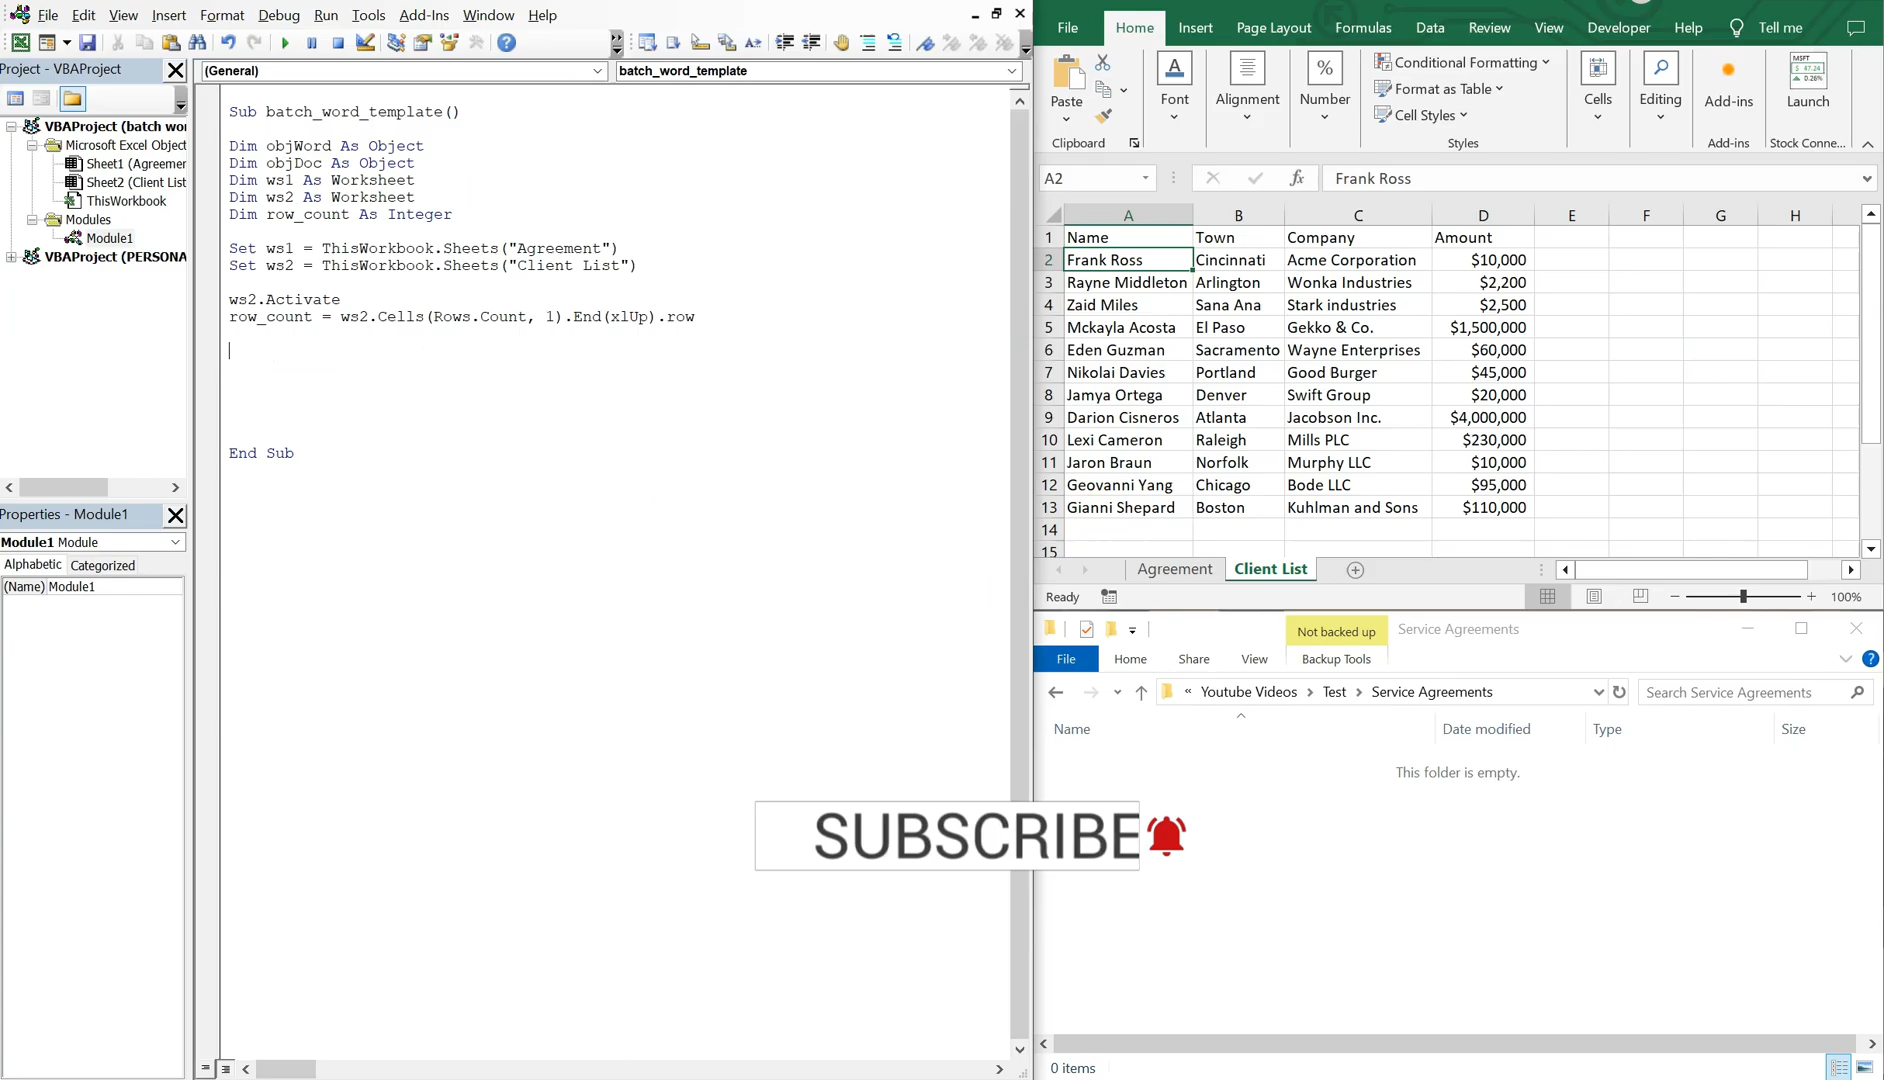 File Edit View Insert Format Debug Run Tools Add-Ins Window Help
Project - VBAProject
VBAProject (batch wo
Microsoft Excel Object
Sheet1 (Agreemer
Sheet2 (Client List
ThisWorkbook
Modules
Module1
VBAProject (PERSONA
Properties - Module1
Module1 Module
Alphabetic Categorized
(Name) Module1
(General) batch_word_template
Sub batch_word_template()
Dim objWord As Object
Dim objDoc As Object
Dim ws1 As Worksheet
Dim ws2 As Worksheet
Dim row_count As Integer
Set ws1 = ThisWorkbook.Sheets("Agreement")
Set ws2 = ThisWorkbook.Sheets("Client List")
ws2.Activate
row_count = ws2.Cells(Rows.Count, 1).End(xlUp).row
End Sub
File Home Insert Page Layout Formulas Data Review View Developer Help Tell me
Paste
Font
Alignment
Number
Conditional Formatting
Format as Table
Cell Styles
Cells
Editing
Add-ins
MSFT
Launch
Clipboard Styles Add-ins Stock Conne...
A2 fx Frank Ross
A B C D E F G H
1 Name Town Company Amount
2 Frank Ross Cincinnati Acme Corporation $10,000
3 Rayne Middleton Arlington Wonka Industries $2,200
4 Zaid Miles Sana Ana Stark industries $2,500
5 Mckayla Acosta El Paso Gekko & Co. $1,500,000
6 Eden Guzman Sacramento Wayne Enterprises $60,000
7 Nikolai Davies Portland Good Burger $45,000
8 Jamya Ortega Denver Swift Group $20,000
9 Darion Cisneros Atlanta Jacobson Inc. $4,000,000
10 Lexi Cameron Raleigh Mills PLC $230,000
11 Jaron Braun Norfolk Murphy LLC $10,000
12 Geovanni Yang Chicago Bode LLC $95,000
13 Gianni Shepard Boston Kuhlman and Sons $110,000
14
15
Agreement Client List
Ready 100%
Not backed up Service Agreements
File Home Share View Backup Tools
« Youtube Videos > Test > Service Agreements Search Service Agreements
Name Date modified Type Size
This folder is empty.
SUBSCRIBE
0 items